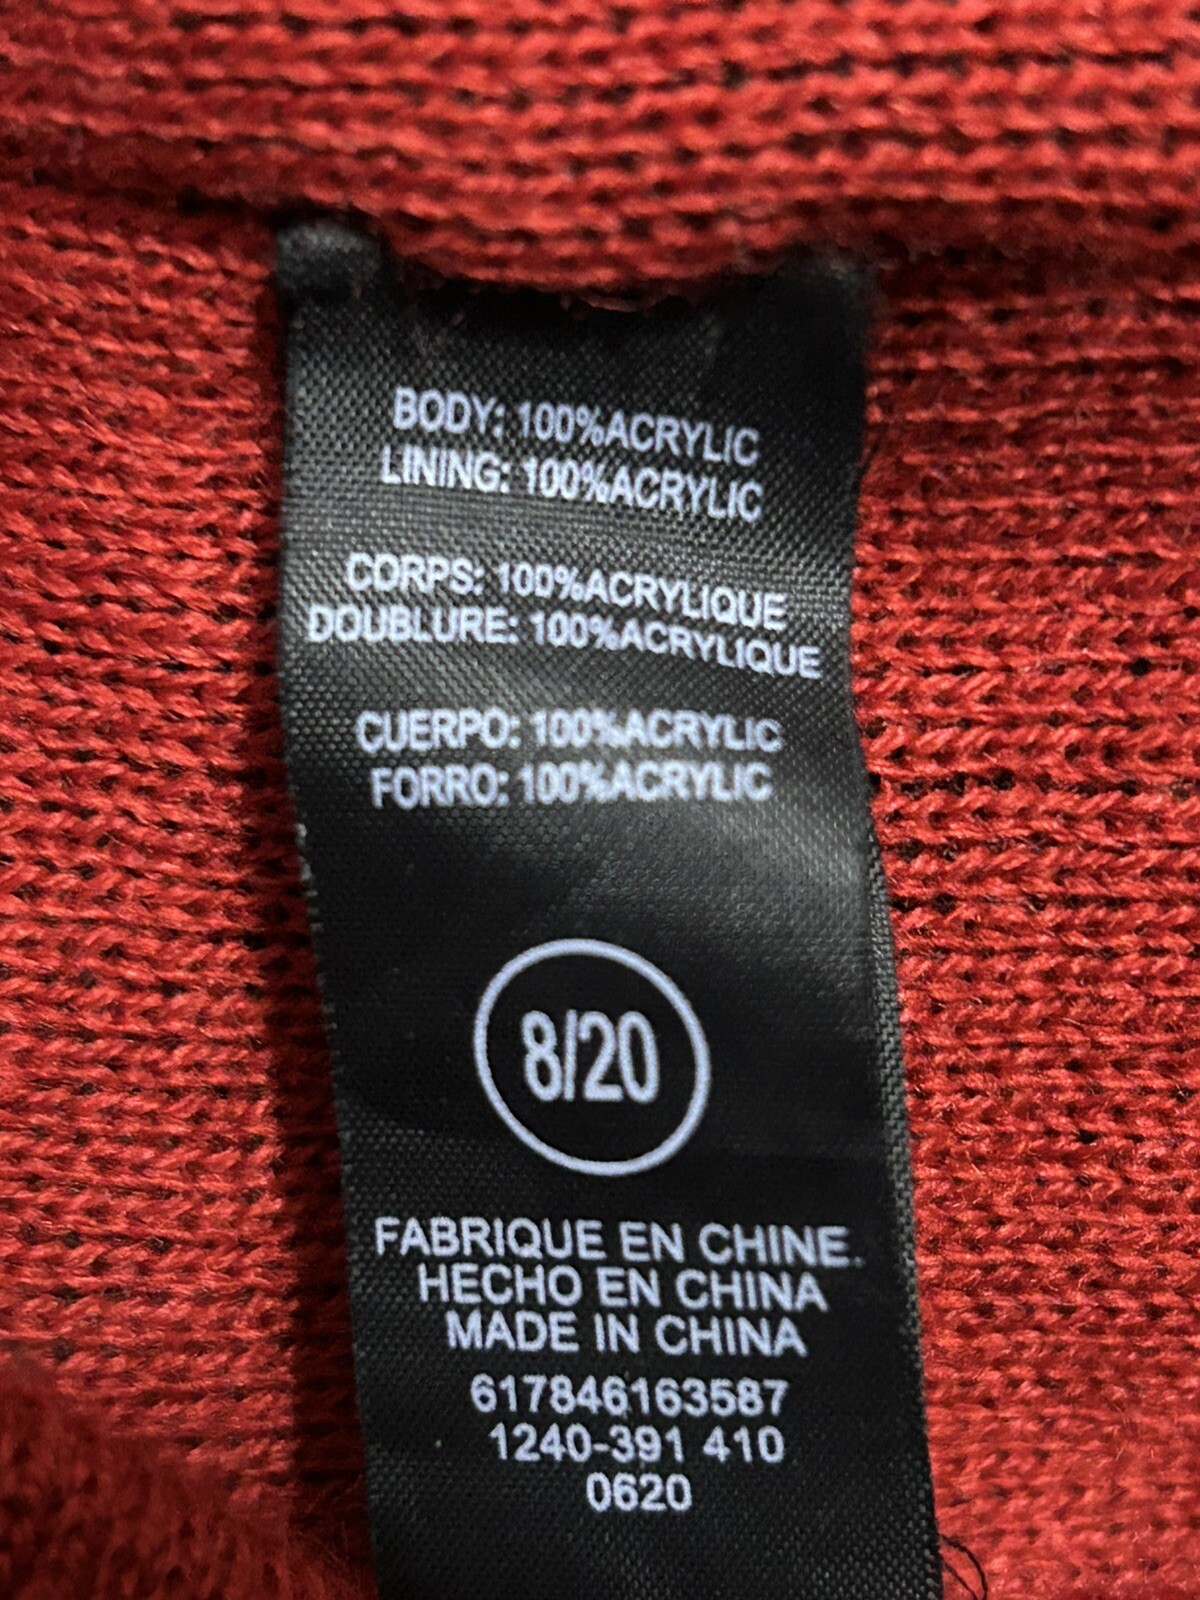 BODY: 100%ACRYLIC
LINING: 100%ACRYLIC
CORPS: 100%ACRYLIQUE
DOUBLURE: 100%ACRYLIQUE
CUERPO: 100%ACRYLIC
FORRO: 100%ACRYLIC
8/20
FABRIQUE EN CHINE.
HECHO EN CHINA
MADE IN CHINA
617846163587
1240-391 410
0620